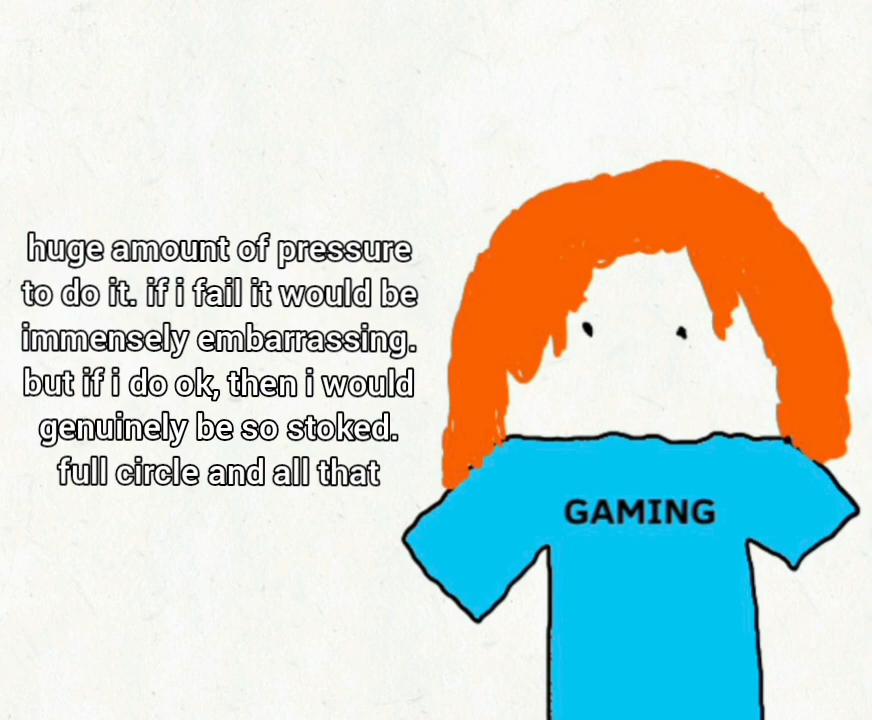 huge amount of pressure
to do it. if i fail it would be
immensely embarrassing.
but if i do ok, then i would
genuinely be so stoked.
full circle and all that
GAMING